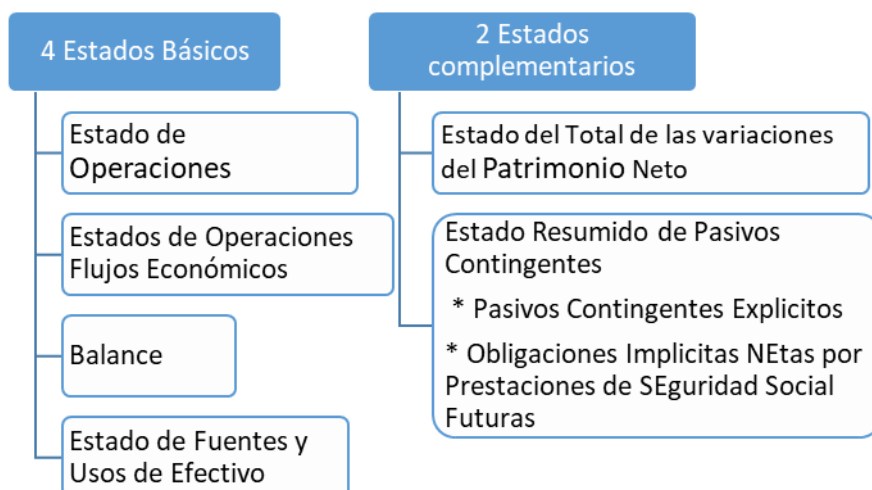 4 Estados Básicos
Estado de
Operaciones
Estados de Operaciones
Flujos Económicos
Balance
Estado de Fuentes y
Usos de Efectivo
2 Estados
complementarios
Estado del Total de las variaciones
del Patrimonio Neto
Estado Resumido de Pasivos
Contingentes
* Pasivos Contingentes Explicitos
* Obligaciones Implicitas NEtas por
Prestaciones de SEguridad Social
Futuras